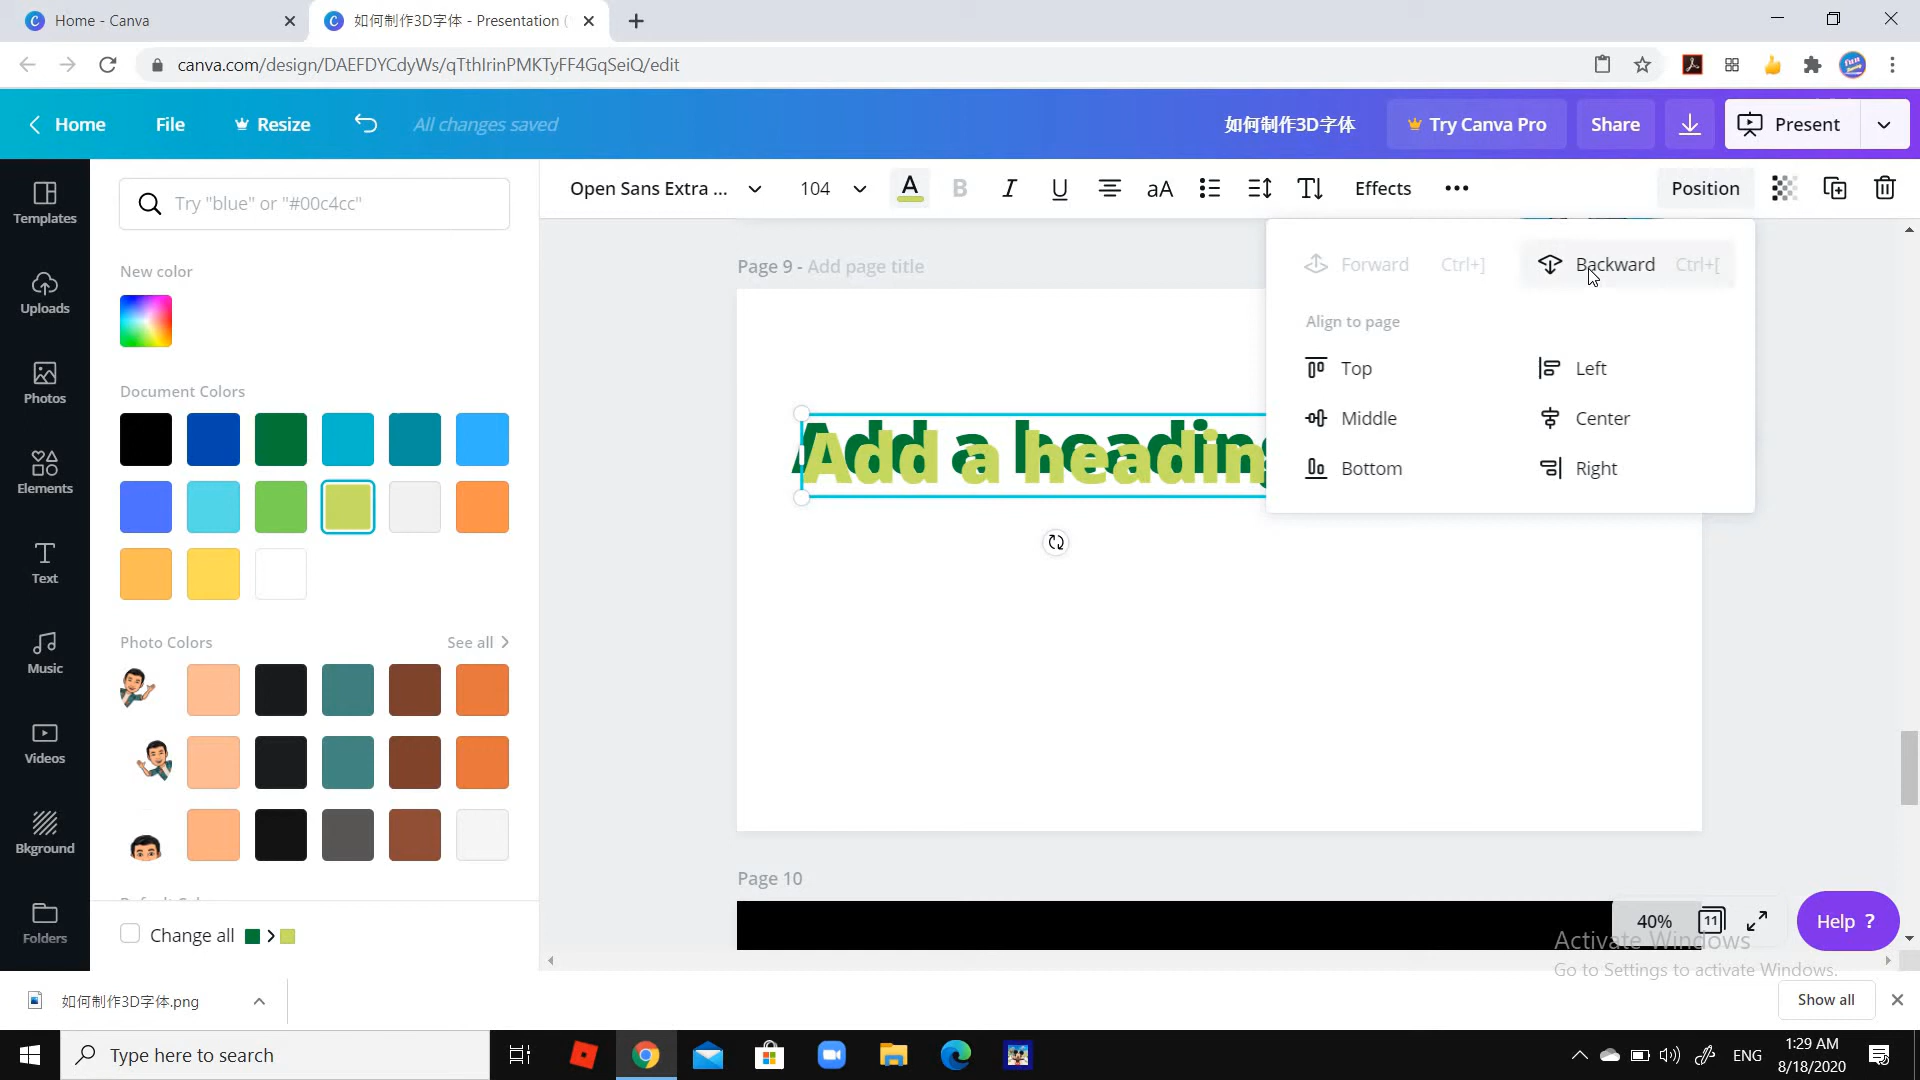 Home - Canva
如何制作3D字体 - Presentation (
canva.com/design/DAEFDYCdyWs/qTthIrinPMKTyFF4GqSeiQ/edit
Home
File
Resize
All changes saved
如何制作3D字体
Try Canva Pro
Share
Present
Templates
Uploads
Photos
Elements
Text
Music
Videos
Bkground
Folders
Try "blue" or "#00c4cc"
New color
Document Colors
Photo Colors
See all
Change all
Open Sans Extra ...
104
A
B
I
U
aA
Effects
Position
Page 9 - Add page title
Forward Ctrl+]
Backward Ctrl+[
Align to page
Top
Left
Middle
Center
Bottom
Right
Add a heading
Add a heading
Page 10
40%
11
Help ?
Activate Windows
Go to Settings to activate Windows.
如何制作3D字体.png
Show all
Type here to search
ENG
1:29 AM
8/18/2020